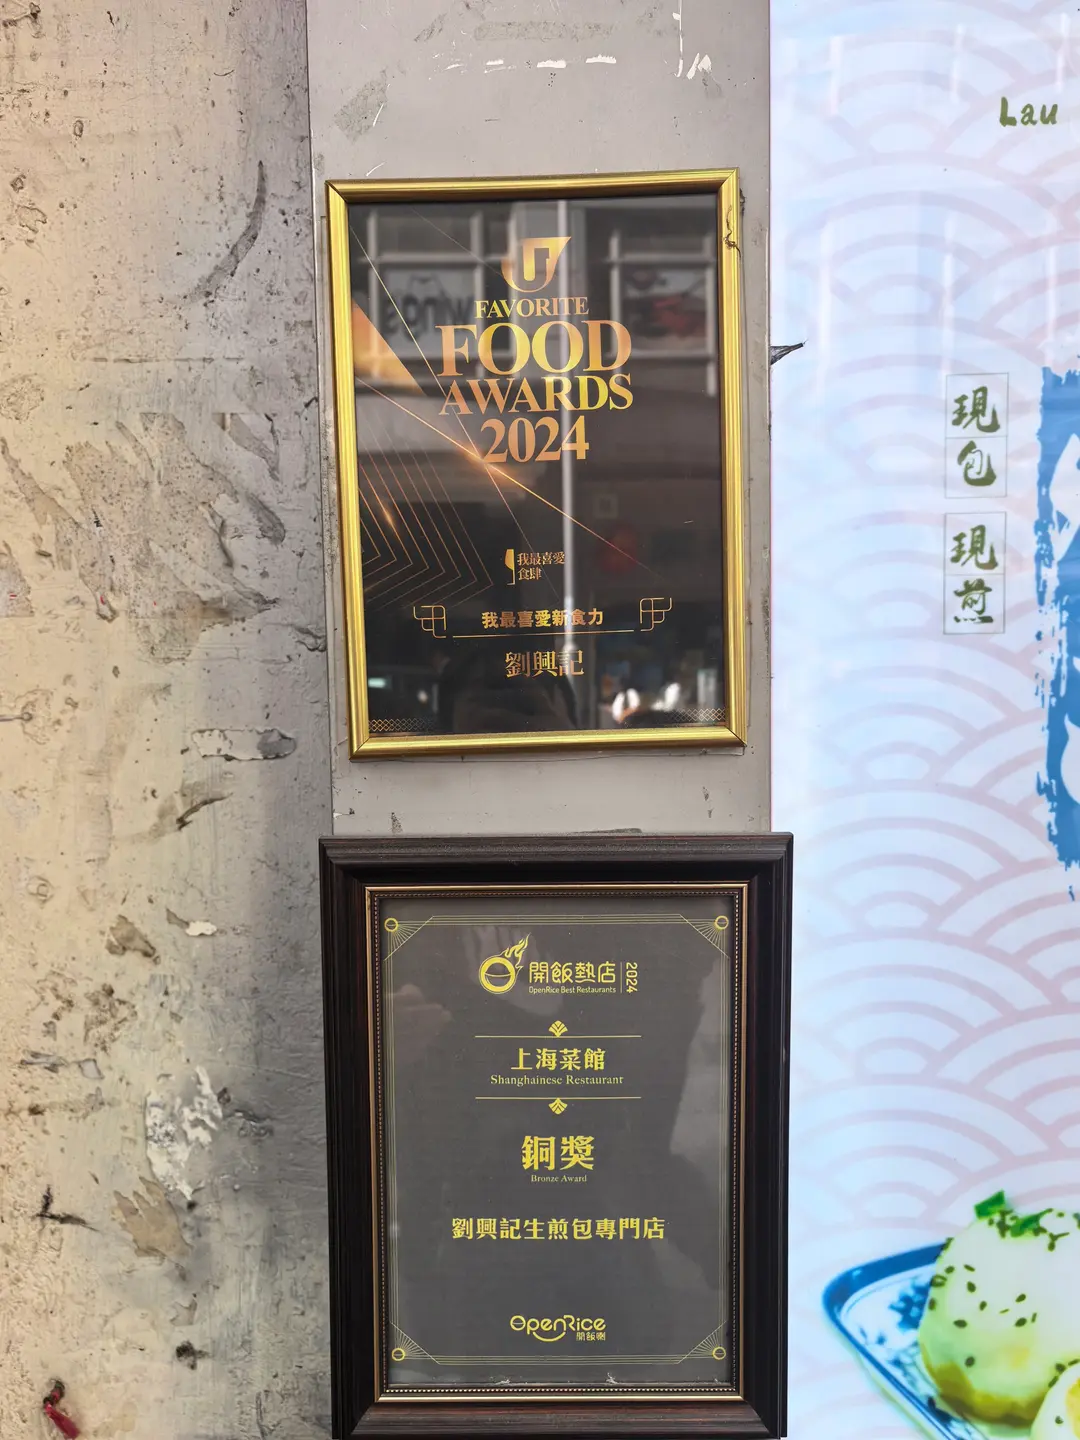 FAVORITE
FOOD
AWARDS
2024
我最喜愛
食肆
我最喜愛新食力
劉興記
開飯熱店 2024
OpenRice Best Restaurants
上海菜館
Shanghainese Restaurant
銅獎
Bronze Award
劉興記生煎包專門店
OpenRice
開飯喇
Lau
現包
現煎